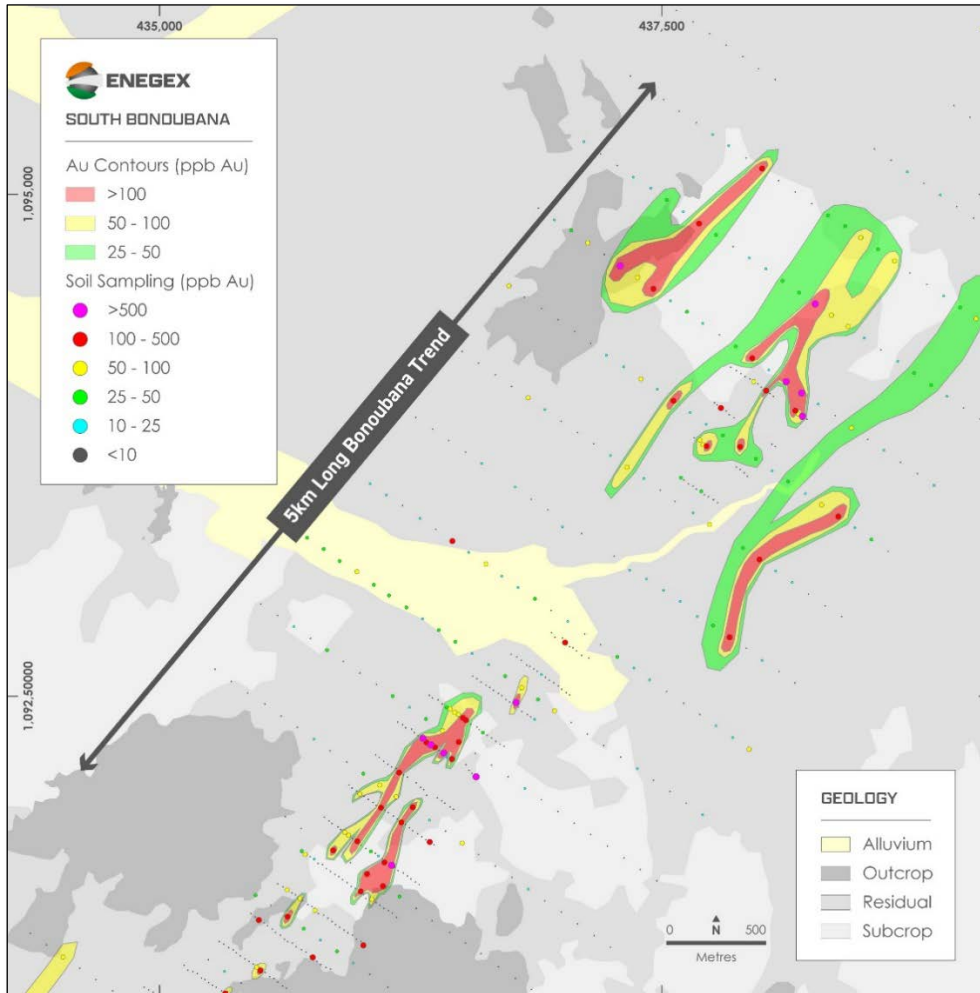 435,000
437,500
ENEGEX
SOUTH BONOUBANA
Au Contours (ppb Au)
>100
50 - 100
25 - 50
Soil Sampling (ppb Au)
>500
100 - 500
50 - 100
25 - 50
10 - 25
<10
1,095,000
5km Long Bonoubana Trend
1,092,50000
GEOLOGY
Alluvium
Outcrop
Residual
Subcrop
0 N 500
Metres